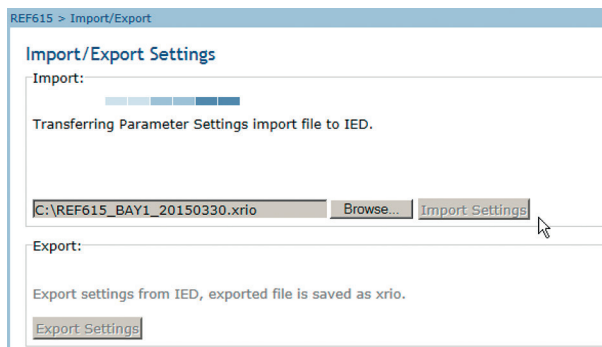 REF615 > Import/Export
Import/Export Settings
Import:
Transferring Parameter Settings import file to IED.
C:\REF615_BAY1_20150330.xrio Browse... Import Settings
Export:
Export settings from IED, exported file is saved as xrio.
Export Settings